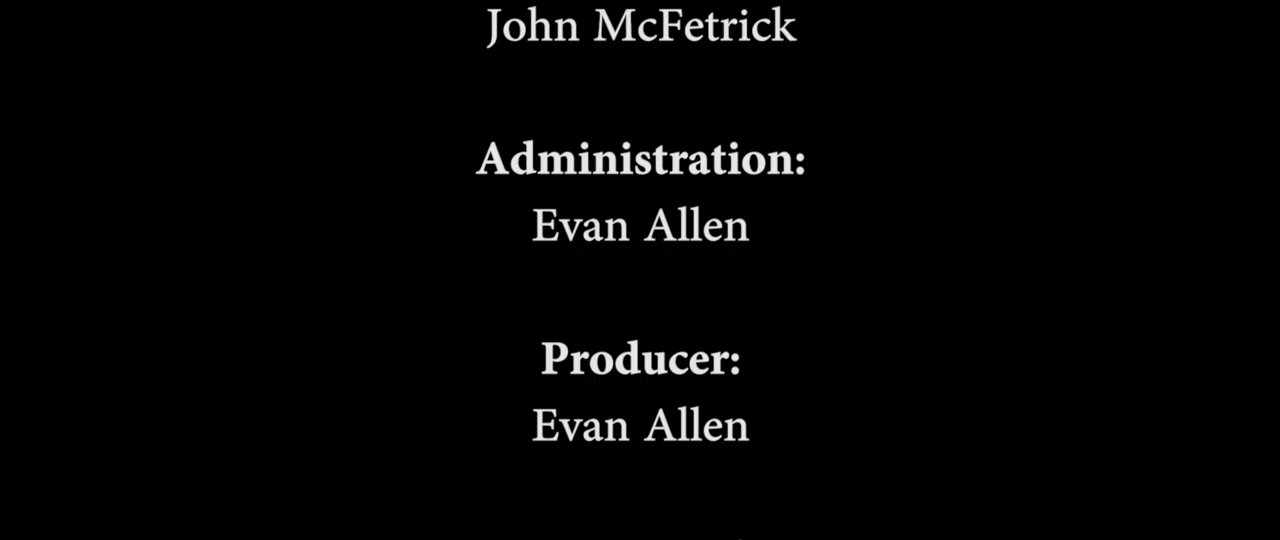 John McFetrick
Administration:
Evan Allen
Producer:
Evan Allen